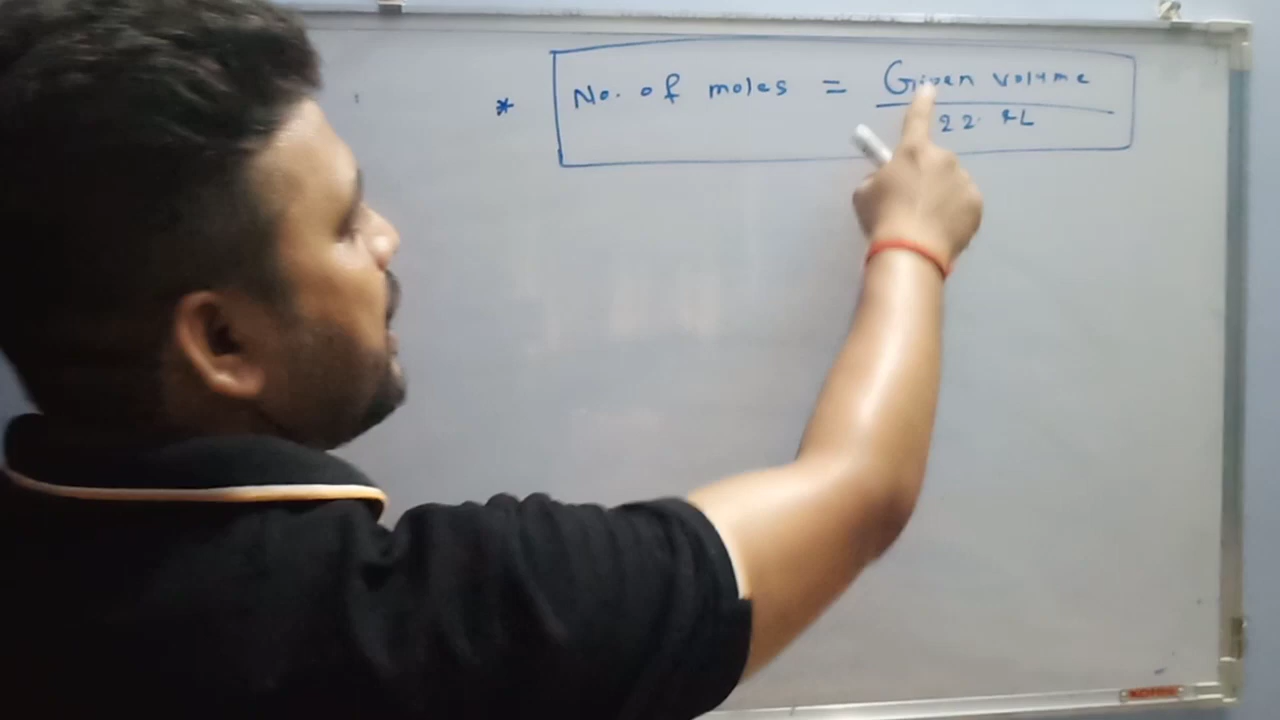 * No. of moles = Given volume
22.4L